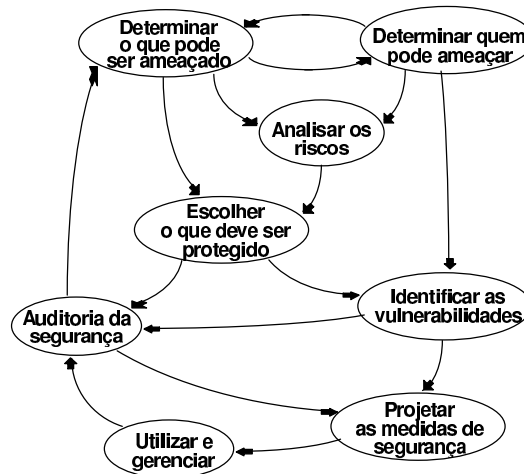 Determinar
o que pode
ser ameaçado
Determinar quem
pode ameaçar
Analisar os
riscos
Escolher
o que deve ser
protegido
Auditoria da
segurança
Identificar as
vulnerabilidades
Projetar
as medidas de
segurança
Utilizar e
gerenciar